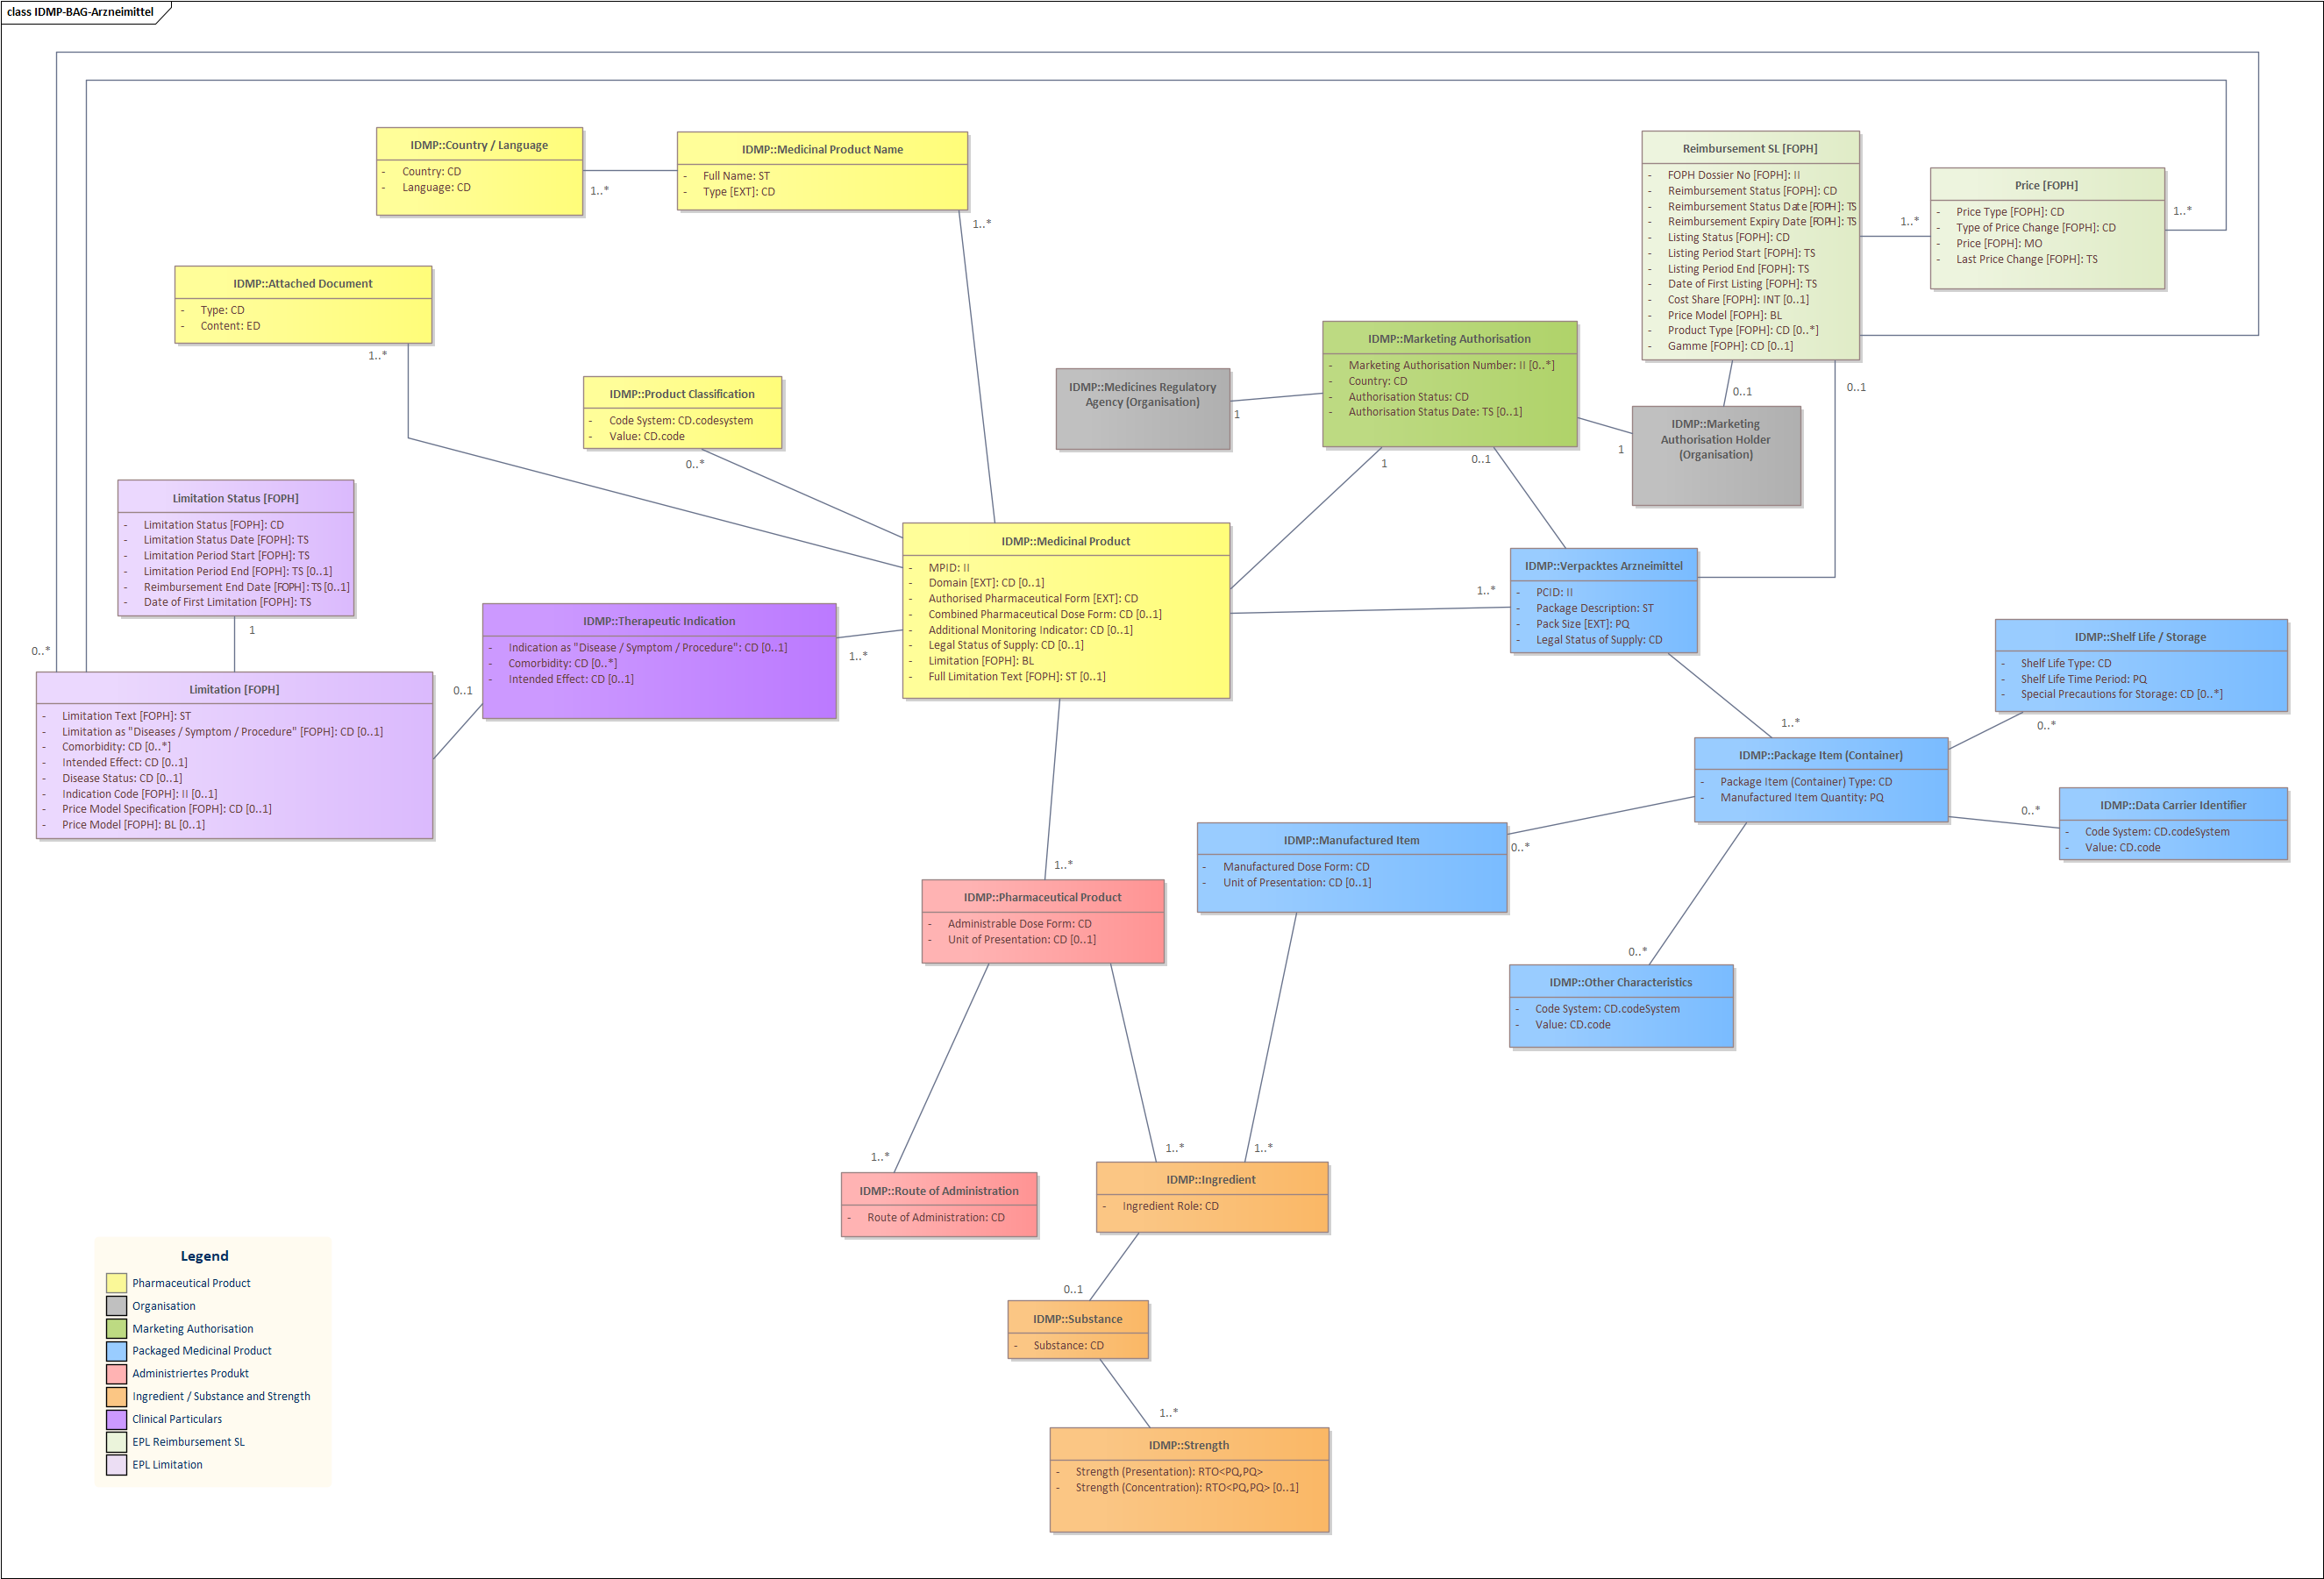 class IDMP-BAG-Arzneimittel
IDMP::Country / Language
- Country: CD
- Language: CD
1..*
IDMP::Medicinal Product Name
- Full Name: ST
- Type [EXT]: CD
1..*
Reimbursement SL [FOPH]
- FOPH Dossier No [FOPH]: II
- Reimbursement Status [FOPH]: CD
- Reimbursement Status Date [FOPH]: TS
- Reimbursement Expiry Date [FOPH]: TS
- Listing Status [FOPH]: CD
- Listing Period Start [FOPH]: TS
- Listing Period End [FOPH]: TS
- Date of First Listing [FOPH]: TS
- Cost Share [FOPH]: INT [0..1]
- Price Model [FOPH]: BL
- Product Type [FOPH]: CD [0..*]
- Gamme [FOPH]: CD [0..1]
1..*
Price [FOPH]
- Price Type [FOPH]: CD
- Type of Price Change [FOPH]: CD
- Price [FOPH]: MO
- Last Price Change [FOPH]: TS
1..*
IDMP::Attached Document
- Type: CD
- Content: ED
1..*
IDMP::Product Classification
- Code System: CD.codesystem
- Value: CD.code
0..*
IDMP::Medicines Regulatory
Agency (Organisation)
1
IDMP::Marketing Authorisation
- Marketing Authorisation Number: II [0..*]
- Country: CD
- Authorisation Status: CD
- Authorisation Status Date: TS [0..1]
1
0..1
0..1
0..1
IDMP::Marketing
Authorisation Holder
(Organisation)
1
Limitation Status [FOPH]
- Limitation Status [FOPH]: CD
- Limitation Status Date [FOPH]: TS
- Limitation Period Start [FOPH]: TS
- Limitation Period End [FOPH]: TS [0..1]
- Reimbursement End Date [FOPH]: TS [0..1]
- Date of First Limitation [FOPH]: TS
1
0..*
IDMP::Medicinal Product
- MPID: II
- Domain [EXT]: CD [0..1]
- Authorised Pharmaceutical Form [EXT]: CD
- Combined Pharmaceutical Dose Form: CD [0..1]
- Additional Monitoring Indicator: CD [0..1]
- Legal Status of Supply: CD [0..1]
- Limitation [FOPH]: BL
- Full Limitation Text [FOPH]: ST [0..1]
1..*
IDMP::Verpacktes Arzneimittel
- PCID: II
- Package Description: ST
- Pack Size [EXT]: PQ
- Legal Status of Supply: CD
IDMP::Therapeutic Indication
- Indication as "Disease / Symptom / Procedure": CD [0..1]
- Comorbidity: CD [0..*]
- Intended Effect: CD [0..1]
1..*
0..1
IDMP::Shelf Life / Storage
- Shelf Life Type: CD
- Shelf Life Time Period: PQ
- Special Precautions for Storage: CD [0..*]
0..*
Limitation [FOPH]
- Limitation Text [FOPH]: ST
- Limitation as "Diseases / Symptom / Procedure" [FOPH]: CD [0..1]
- Comorbidity: CD [0..*]
- Intended Effect: CD [0..1]
- Disease Status: CD [0..1]
- Indication Code [FOPH]: II [0..1]
- Price Model Specification [FOPH]: CD [0..1]
- Price Model [FOPH]: BL [0..1]
1..*
IDMP::Package Item (Container)
- Package Item (Container) Type: CD
- Manufactured Item Quantity: PQ
0..*
IDMP::Data Carrier Identifier
- Code System: CD.codeSystem
- Value: CD.code
IDMP::Manufactured Item
- Manufactured Dose Form: CD
- Unit of Presentation: CD [0..1]
0..*
1..*
IDMP::Pharmaceutical Product
- Administrable Dose Form: CD
- Unit of Presentation: CD [0..1]
0..*
IDMP::Other Characteristics
- Code System: CD.codeSystem
- Value: CD.code
1..*
1..*
1..*
IDMP::Route of Administration
- Route of Administration: CD
IDMP::Ingredient
- Ingredient Role: CD
0..1
IDMP::Substance
- Substance: CD
1..*
IDMP::Strength
- Strength (Presentation): RTO<PQ,PQ>
- Strength (Concentration): RTO<PQ,PQ> [0..1]
Legend
Pharmaceutical Product
Organisation
Marketing Authorisation
Packaged Medicinal Product
Administriertes Produkt
Ingredient / Substance and Strength
Clinical Particulars
EPL Reimbursement SL
EPL Limitation